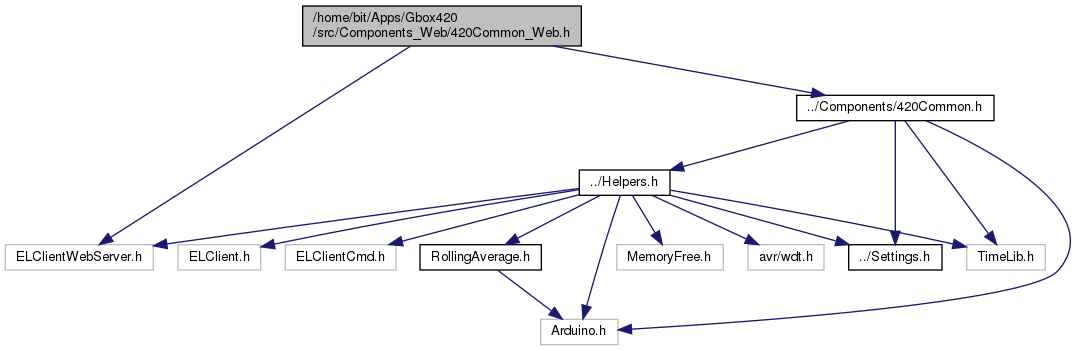 /home/bit/Apps/Gbox420
/src/Components_Web/420Common_Web.h
../Components/420Common.h
../Helpers.h
ELClientWebServer.h
ELClient.h
ELClientCmd.h
RollingAverage.h
MemoryFree.h
avr/wdt.h
../Settings.h
TimeLib.h
Arduino.h